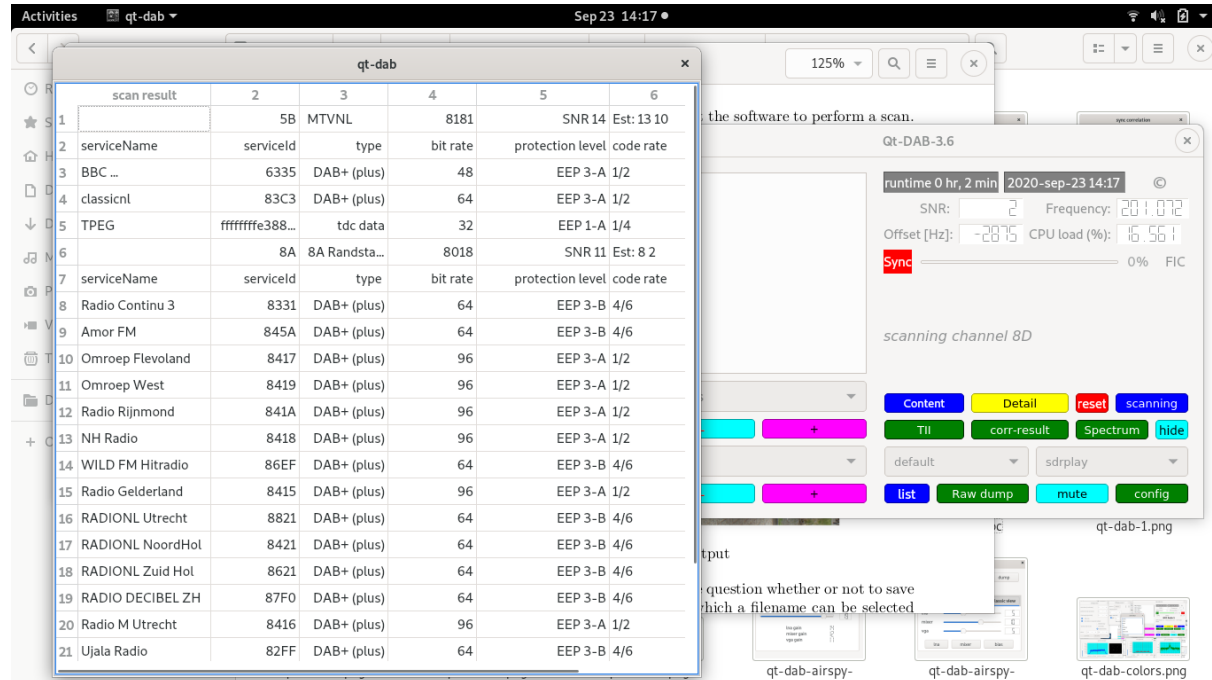 Activities qt-dab Sep 23 14:17
125%
qt-dab
scan result 2 3 4 5 6
1 5B MTVNL 8181 SNR 14 Est: 13 10
2 serviceName serviceId type bit rate protection level code rate
3 BBC ... 6335 DAB+ (plus) 48 EEP 3-A 1/2
4 classicnl 83C3 DAB+ (plus) 64 EEP 3-A 1/2
5 TPEG ffffffffe388... tdc data 32 EEP 1-A 1/4
6 8A 8A Randsta... 8018 SNR 11 Est: 8 2
7 serviceName serviceId type bit rate protection level code rate
8 Radio Continu 3 8331 DAB+ (plus) 64 EEP 3-B 4/6
9 Amor FM 845A DAB+ (plus) 64 EEP 3-B 4/6
10 Omroep Flevoland 8417 DAB+ (plus) 96 EEP 3-A 1/2
11 Omroep West 8419 DAB+ (plus) 96 EEP 3-A 1/2
12 Radio Rijnmond 841A DAB+ (plus) 96 EEP 3-A 1/2
13 NH Radio 8418 DAB+ (plus) 96 EEP 3-A 1/2
14 WILD FM Hitradio 86EF DAB+ (plus) 64 EEP 3-B 4/6
15 Radio Gelderland 8415 DAB+ (plus) 96 EEP 3-A 1/2
16 RADIONL Utrecht 8821 DAB+ (plus) 64 EEP 3-B 4/6
17 RADIONL NoordHol 8421 DAB+ (plus) 64 EEP 3-B 4/6
18 RADIONL Zuid Hol 8621 DAB+ (plus) 64 EEP 3-B 4/6
19 RADIO DECIBEL ZH 87F0 DAB+ (plus) 64 EEP 3-B 4/6
20 Radio M Utrecht 8416 DAB+ (plus) 96 EEP 3-A 1/2
21 Ujala Radio 82FF DAB+ (plus) 64 EEP 3-B 4/6
the software to perform a scan.
Qt-DAB-3.6
runtime 0 hr, 2 min 2020-sep-23 14:17 ©
SNR: 2 Frequency: 201.072
Offset [Hz]: -2875 CPU load (%): 16.561
Sync 0% FIC
scanning channel 8D
Content Detail reset scanning
+ TII corr-result Spectrum hide
default sdrplay
+ list Raw dump mute config
question whether or not to save
which a filename can be selected
qt-dab-1.png
qt-dab-airspy- qt-dab-airspy- qt-dab-colors.png